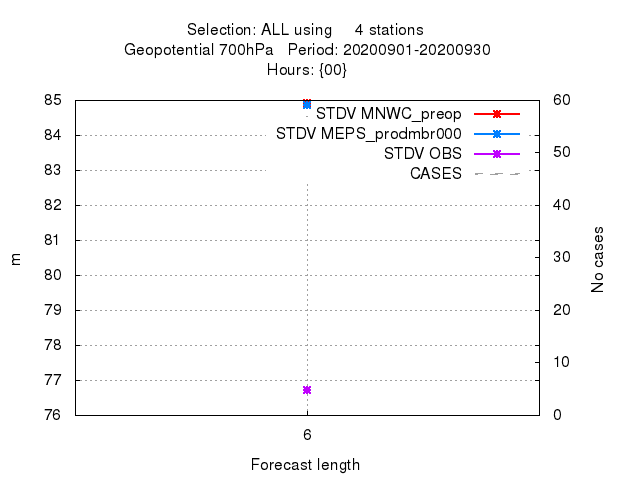 Selection: ALL using 4 stations
Geopotential 700hPa Period: 20200901-20200930
Hours: {00}
85
84
83
82
81
80
79
78
77
76
m
STDV MNWC_preop
STDV MEPS_prodmbr000
STDV OBS
CASES
60
50
40
30
20
10
0
No cases
6
Forecast length